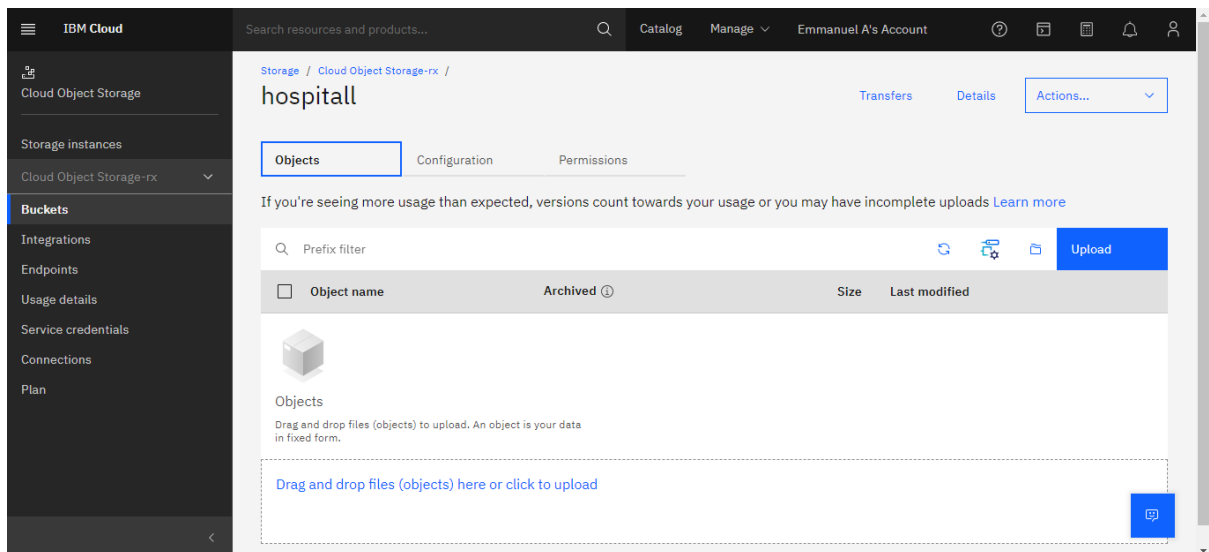 IBM Cloud
Search resources and products...
Catalog
Manage
Emmanuel A's Account
Cloud Object Storage
Storage instances
Cloud Object Storage-rx
Buckets
Integrations
Endpoints
Usage details
Service credentials
Connections
Plan
Storage / Cloud Object Storage-rx /
hospitall
Transfers
Details
Actions...
Objects
Configuration
Permissions
If you're seeing more usage than expected, versions count towards your usage or you may have incomplete uploads Learn more
Prefix filter
Upload
Object name
Archived
Size
Last modified
Objects
Drag and drop files (objects) to upload. An object is your data
in fixed form.
Drag and drop files (objects) here or click to upload